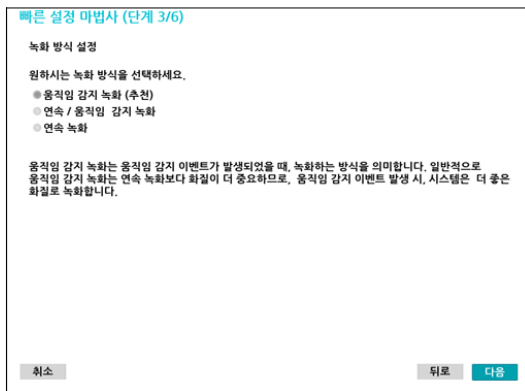 빠른 설정 마법사 (단계 3/6)
녹화 방식 설정
원하시는 녹화 방식을 선택하세요.
움직임 감지 녹화 (추천)
연속 / 움직임 감지 녹화
연속 녹화
움직임 감지 녹화는 움직임 감지 이벤트가 발생되었을 때, 녹화하는 방식을 의미합니다. 일반적으로
움직임 감지 녹화는 연속 녹화보다 화질이 더 중요하므로, 움직임 감지 이벤트 발생 시, 시스템은 더 좋은
화질로 녹화합니다.
취소 뒤로 다음